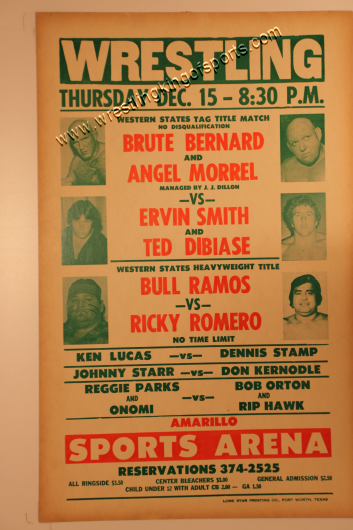 WRESTLING
THURSDAY DEC. 15 - 8:30 P.M.
www.wrestlingkingofsports.com
WESTERN STATES TAG TITLE MATCH
NO DISQUALIFICATION
BRUTE BERNARD
AND
ANGEL MORREL
MANAGED BY J. J. DILLON
—VS—
ERVIN SMITH
AND
TED DIBIASE
WESTERN STATES HEAVYWEIGHT TITLE
BULL RAMOS
—VS—
RICKY ROMERO
NO TIME LIMIT
KEN LUCAS —vs— DENNIS STAMP
JOHNNY STARR —vs— DON KERNODLE
REGGIE PARKS AND ONOMI —vs— BOB ORTON AND RIP HAWK
AMARILLO
SPORTS ARENA
RESERVATIONS 374-2525
ALL RINGSIDE $3.50 CENTER BLEACHERS $3.00 GENERAL ADMISSION $2.50
CHILD UNDER 12 WITH ADULT CB 2.00 — GA 1.50
LONE STAR PRINTING CO., FORT WORTH, TEXAS